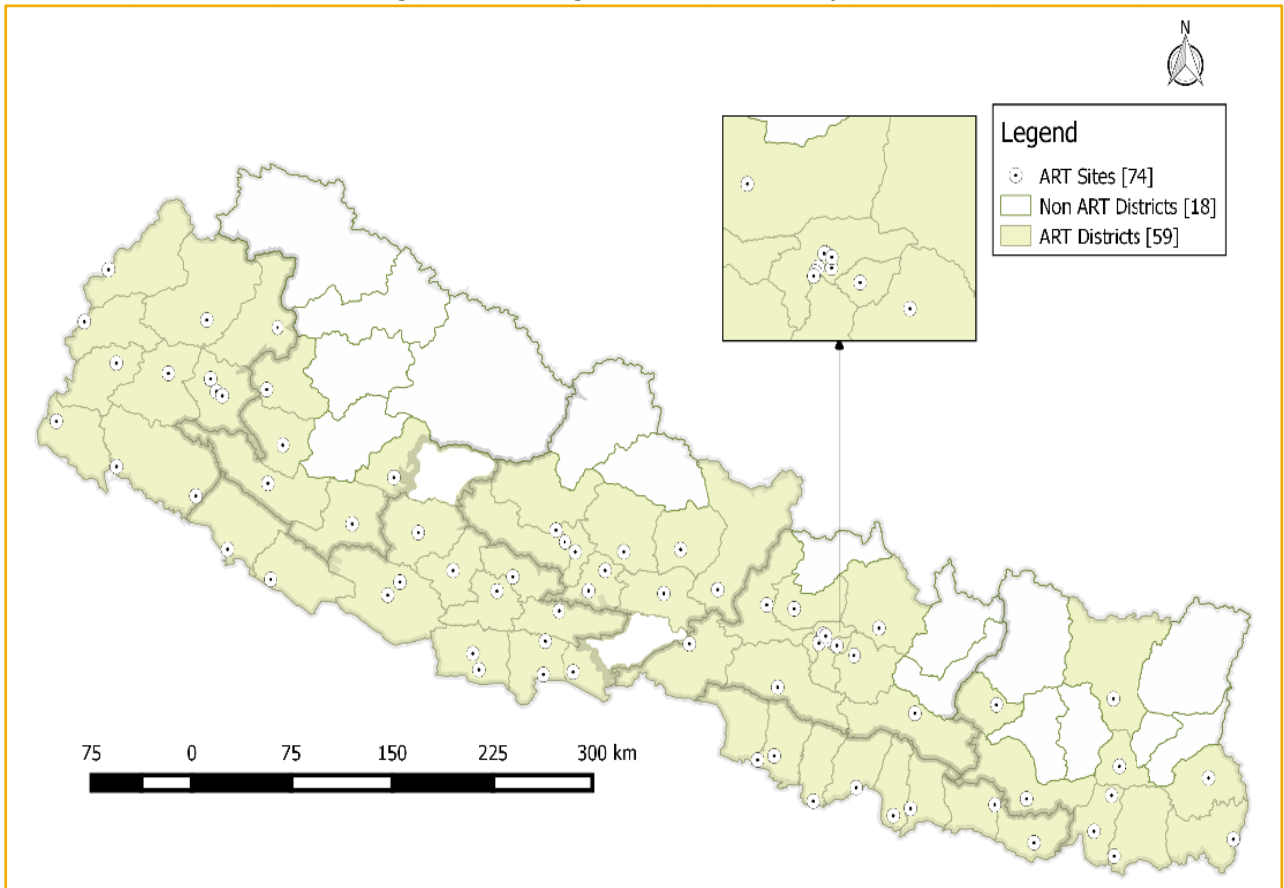 N
Legend
ART Sites [74]
Non ART Districts [18]
ART Districts [59]
75 0 75 150 225 300 km